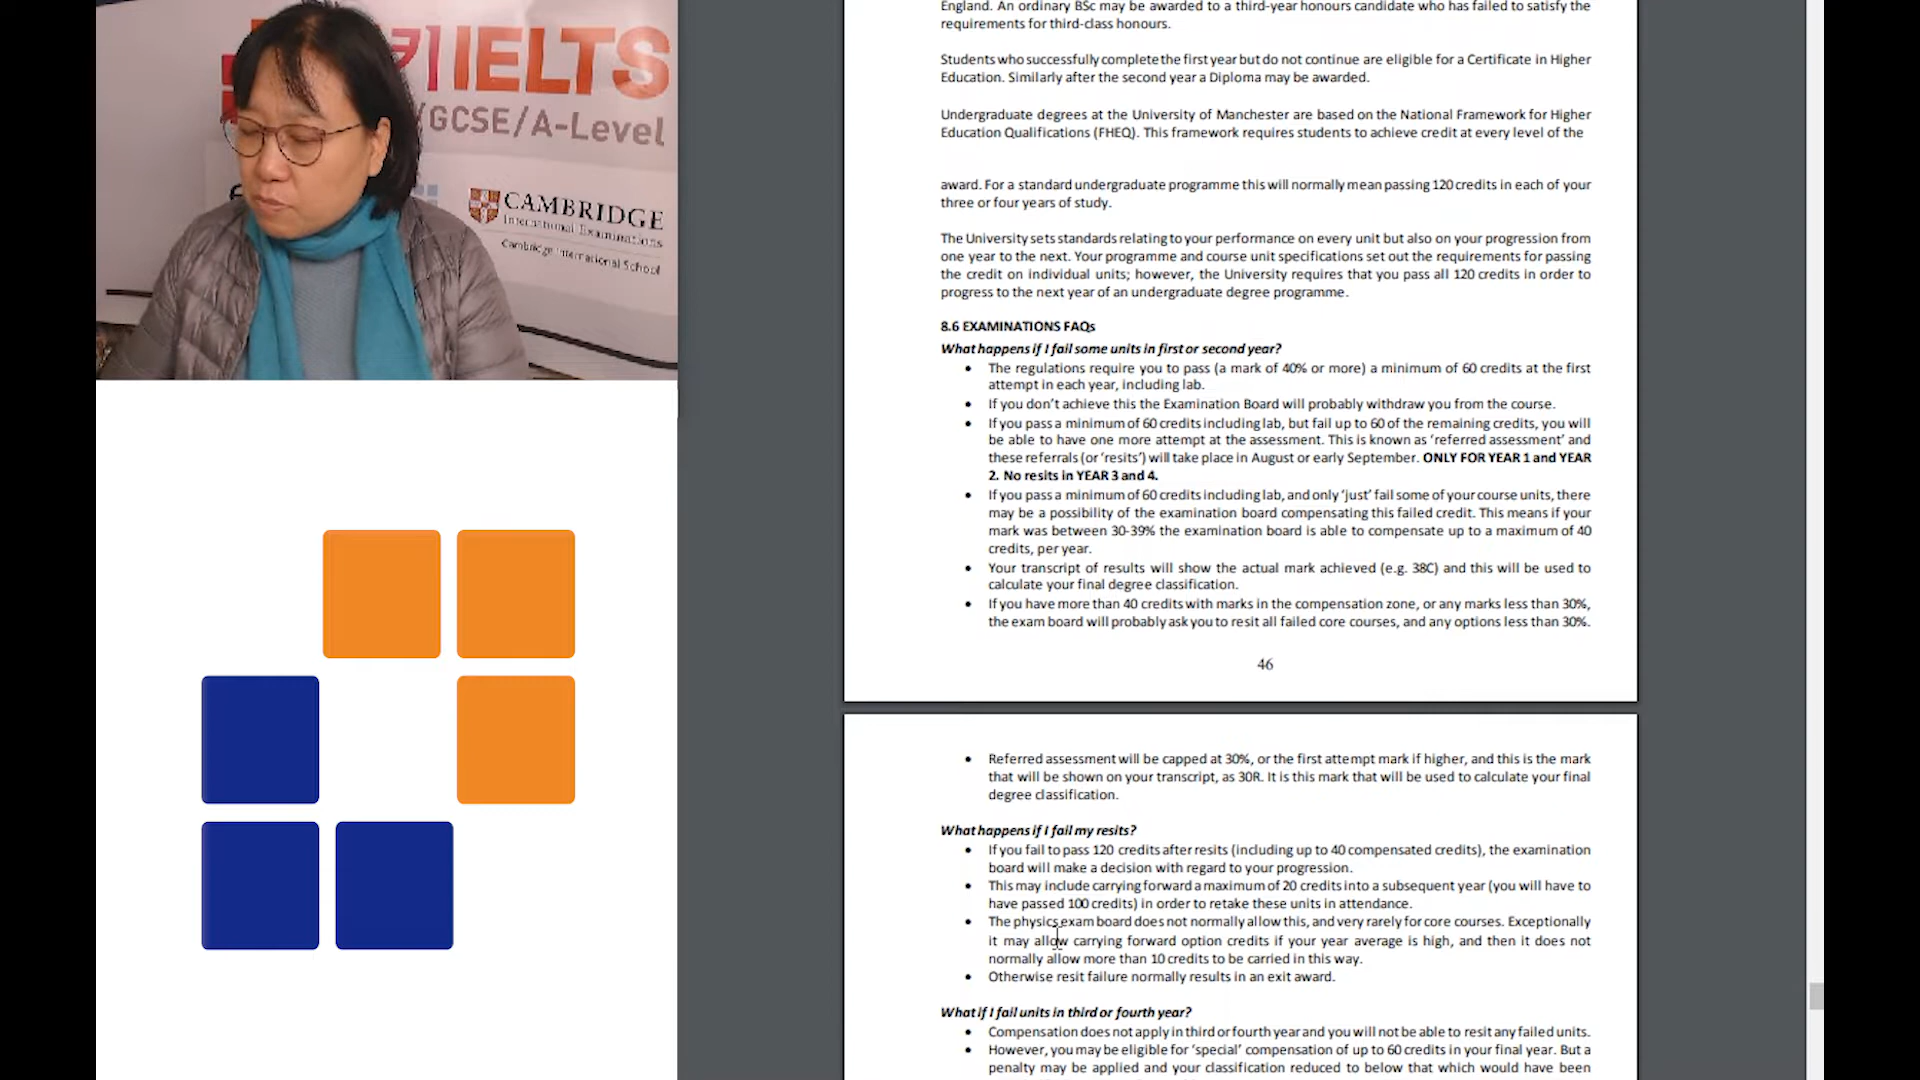 IELTS
/GCSE/A-Level
CAMBRIDGE
International Examinations
Cambridge International School
England. An ordinary BSc may be awarded to a third-year honours candidate who has failed to satisfy the
requirements for third-class honours.
Students who successfully complete the first year but do not continue are eligible for a Certificate in Higher
Education. Similarly after the second year a Diploma may be awarded.
Undergraduate degrees at the University of Manchester are based on the National Framework for Higher
Education Qualifications (FHEQ). This framework requires students to achieve credit at every level of the
award. For a standard undergraduate programme this will normally mean passing 120 credits in each of your
three or four years of study.
The University sets standards relating to your performance on every unit but also on your progression from
one year to the next. Your programme and course unit specifications set out the requirements for passing
the credit on individual units; however, the University requires that you pass all 120 credits in order to
progress to the next year of an undergraduate degree programme.
8.6 EXAMINATIONS FAQs
What happens if I fail some units in first or second year?
• The regulations require you to pass (a mark of 40% or more) a minimum of 60 credits at the first
attempt in each year, including lab.
• If you don't achieve this the Examination Board will probably withdraw you from the course.
• If you pass a minimum of 60 credits including lab, but fail up to 60 of the remaining credits, you will
be able to have one more attempt at the assessment. This is known as 'referred assessment' and
these referrals (or 'resits') will take place in August or early September. ONLY FOR YEAR 1 and YEAR
2. No resits in YEAR 3 and 4.
• If you pass a minimum of 60 credits including lab, and only 'just' fail some of your course units, there
may be a possibility of the examination board compensating this failed credit. This means if your
mark was between 30-39% the examination board is able to compensate up to a maximum of 40
credits, per year.
• Your transcript of results will show the actual mark achieved (e.g. 38C) and this will be used to
calculate your final degree classification.
• If you have more than 40 credits with marks in the compensation zone, or any marks less than 30%,
the exam board will probably ask you to resit all failed core courses, and any options less than 30%.
46
• Referred assessment will be capped at 30%, or the first attempt mark if higher, and this is the mark
that will be shown on your transcript, as 30R. It is this mark that will be used to calculate your final
degree classification.
What happens if I fail my resits?
• If you fail to pass 120 credits after resits (including up to 40 compensated credits), the examination
board will make a decision with regard to your progression.
• This may include carrying forward a maximum of 20 credits into a subsequent year (you will have to
have passed 100 credits) in order to retake these units in attendance.
• The physics exam board does not normally allow this, and very rarely for core courses. Exceptionally
it may allow carrying forward option credits if your year average is high, and then it does not
normally allow more than 10 credits to be carried in this way.
• Otherwise resit failure normally results in an exit award.
What if I fail units in third or fourth year?
• Compensation does not apply in third or fourth year and you will not be able to resit any failed units.
• However, you may be eligible for 'special' compensation of up to 60 credits in your final year. But a
penalty may be applied and your classification reduced to below that which would have been